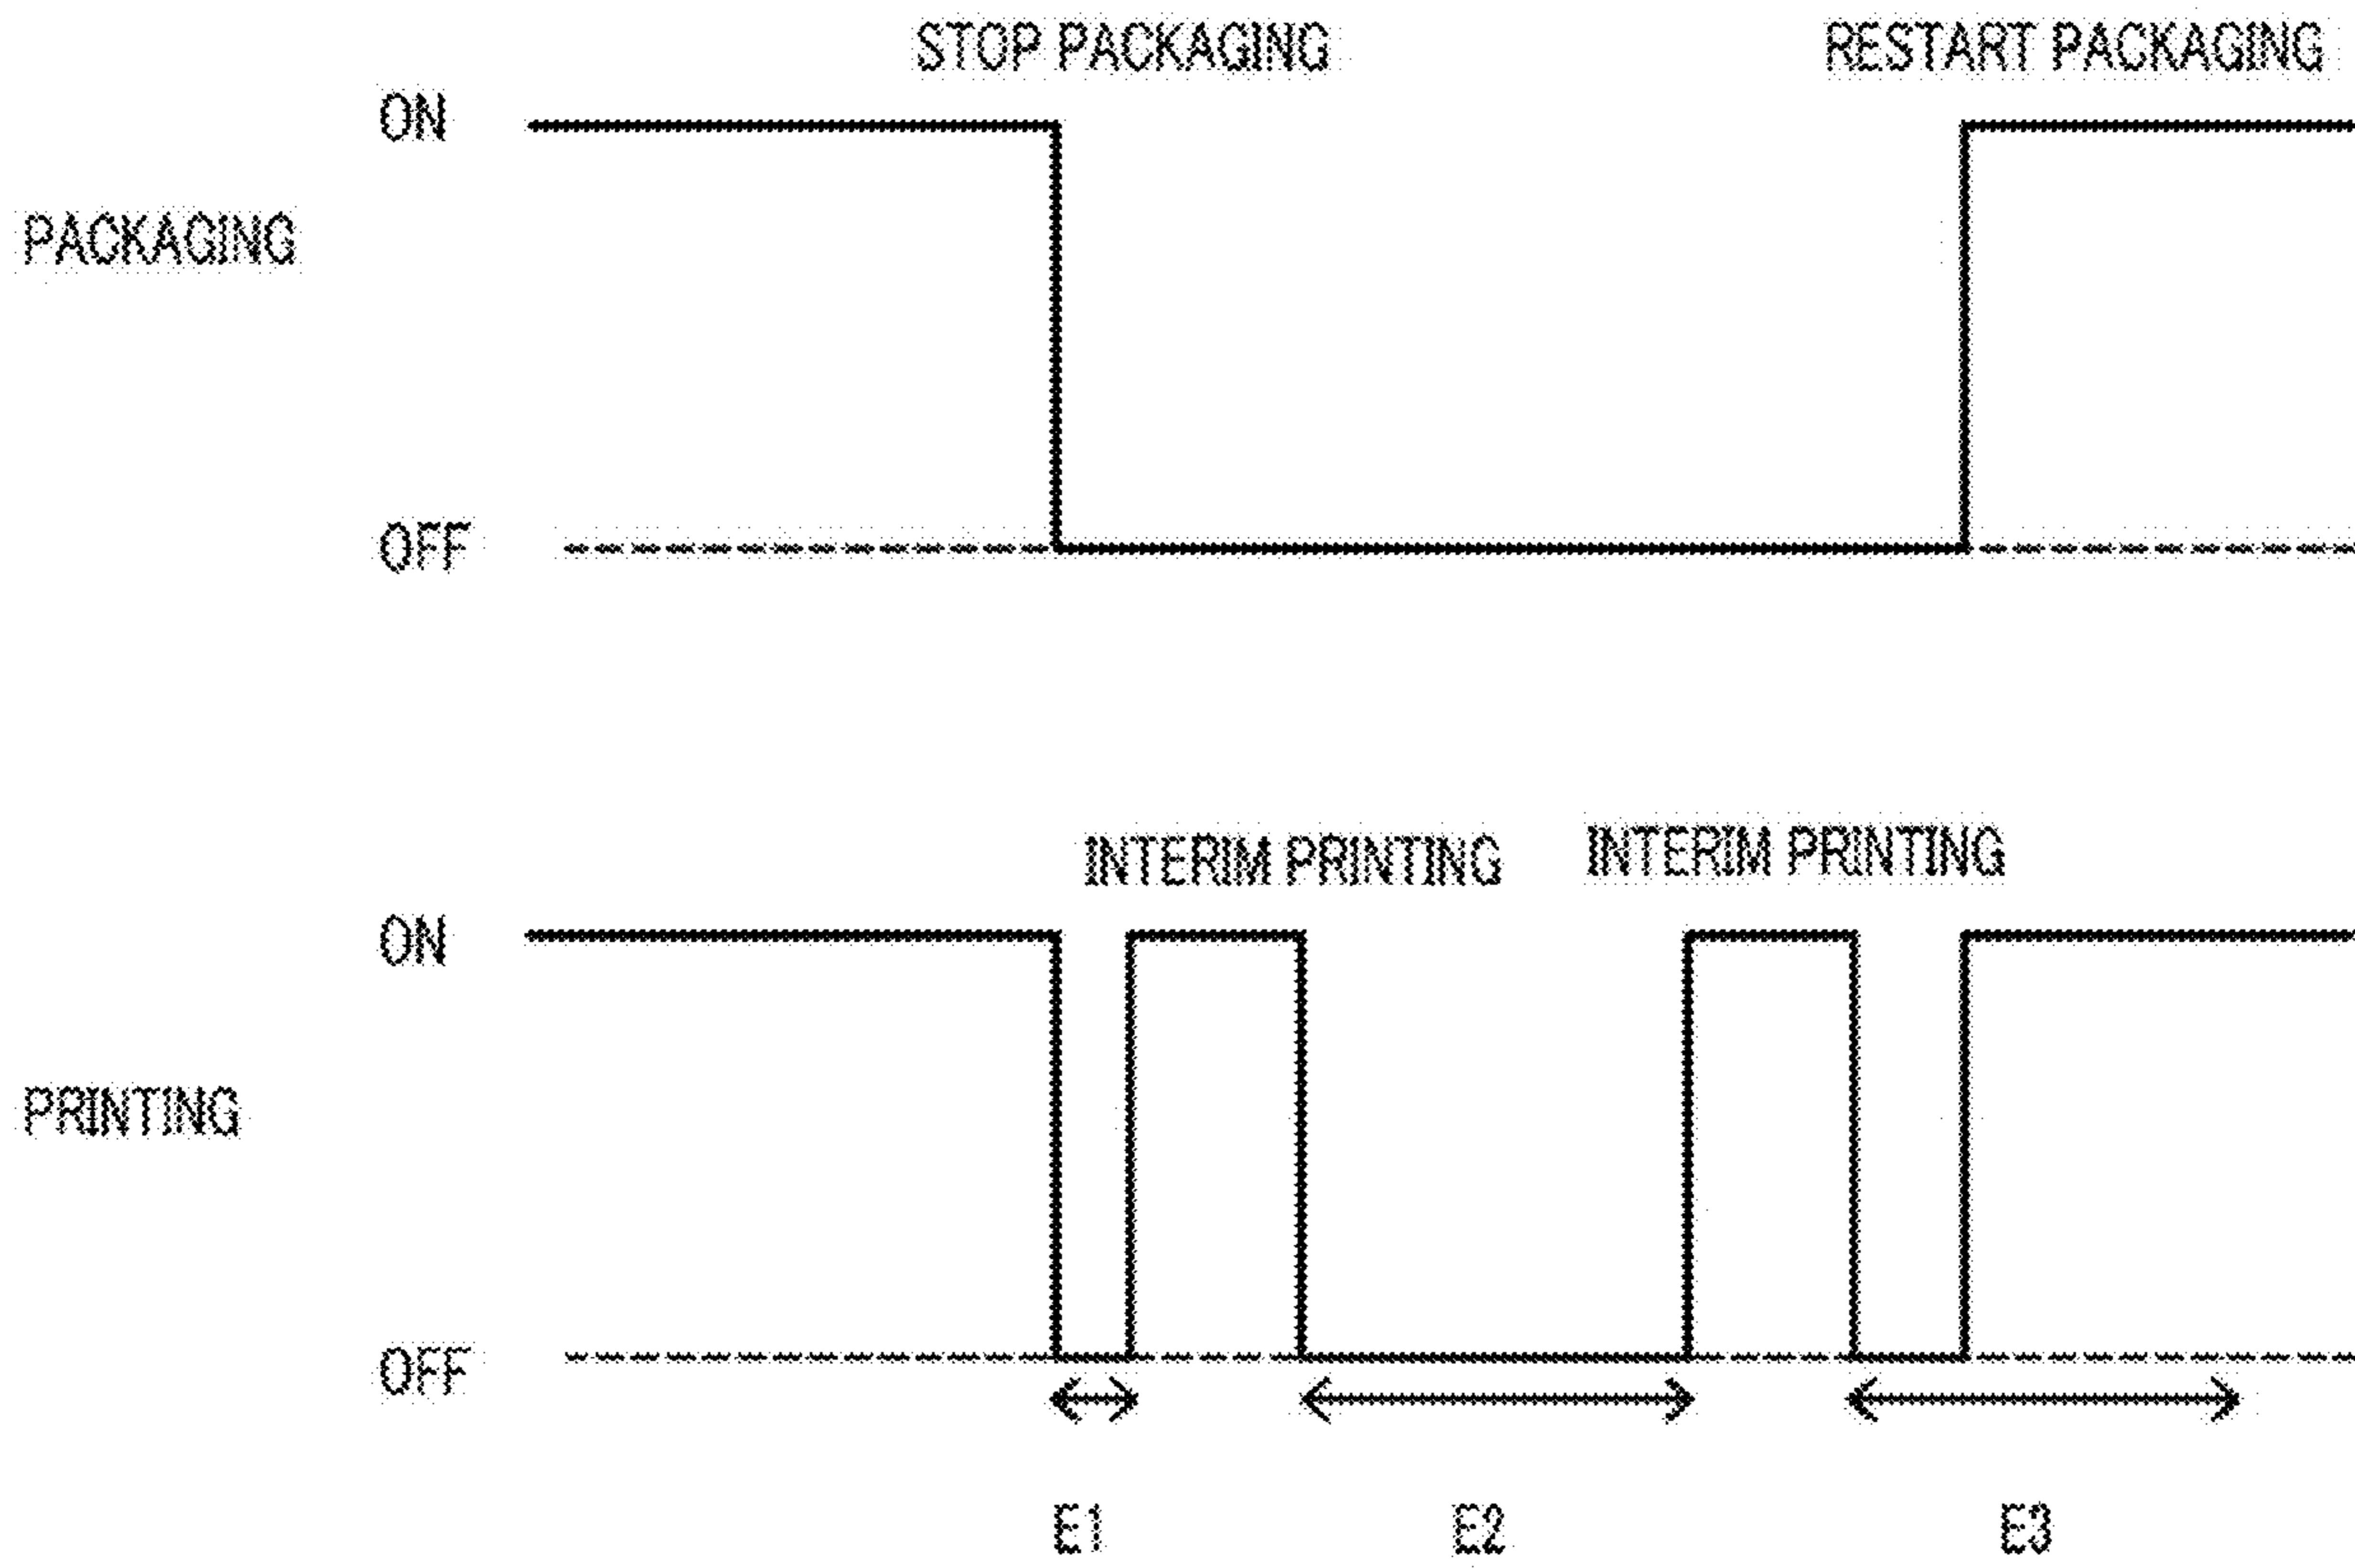 STOP PACKAGING
RESTART PACKAGING
ON
PACKAGING
OFF
INTERIM PRINTING
INTERIM PRINTING
ON
PRINTING
OFF
E1
E2
E3